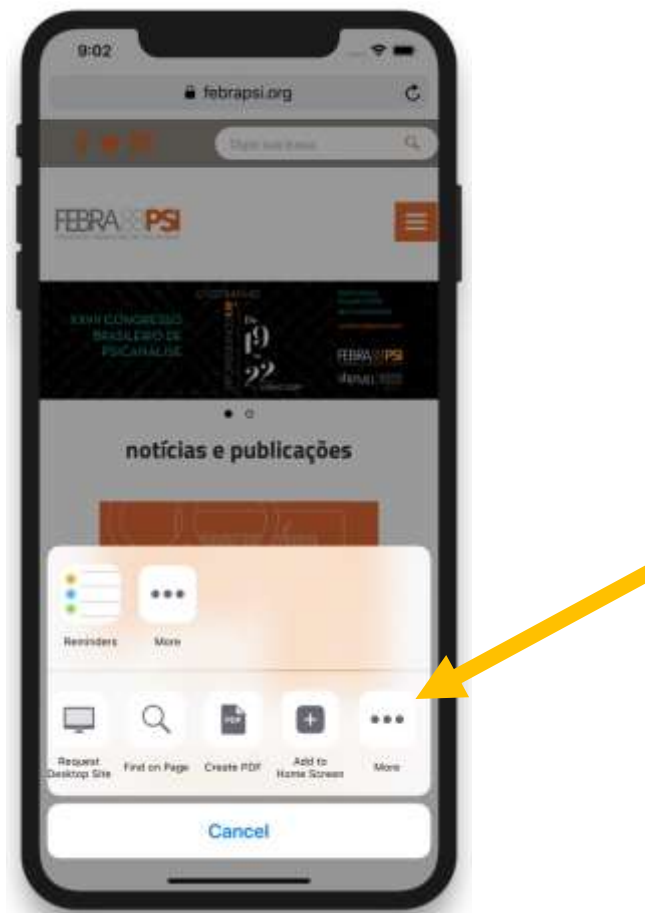 9:02
febrapsi.org
FEBRAPSI
XXVII CONGRESSO
BRASILEIRO DE
PSICANÁLISE
19
22
FEBRAPSI
notícias e publicações
Reminders
More
Request
Desktop Site
Find on Page
Create PDF
Add to
Home Screen
More
Cancel